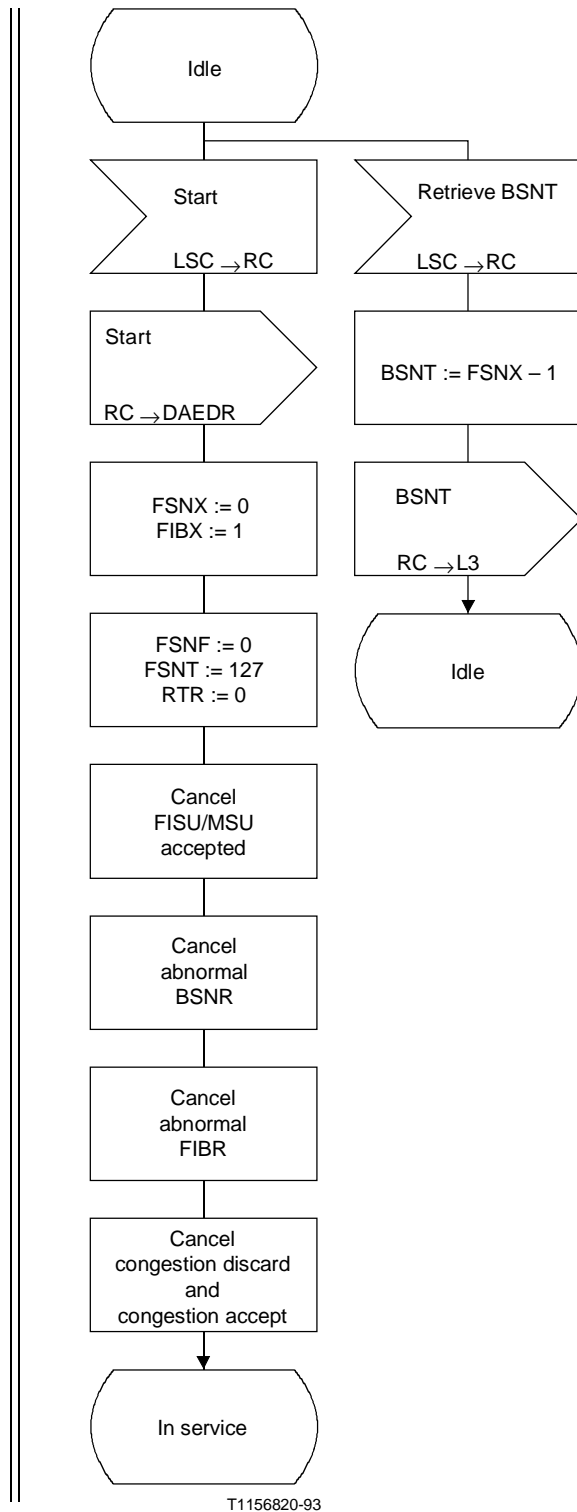 Idle
Start
LSC → RC
Start
RC → DAEDR
FSNX := 0
FIBX := 1
FSNF := 0
FSNT := 127
RTR := 0
Cancel
FISU/MSU
accepted
Cancel
abnormal
BSNR
Cancel
abnormal
FIBR
Cancel
congestion discard
and
congestion accept
In service
Retrieve BSNT
LSC → RC
BSNT := FSNX – 1
BSNT
RC → L3
Idle
T1156820-93